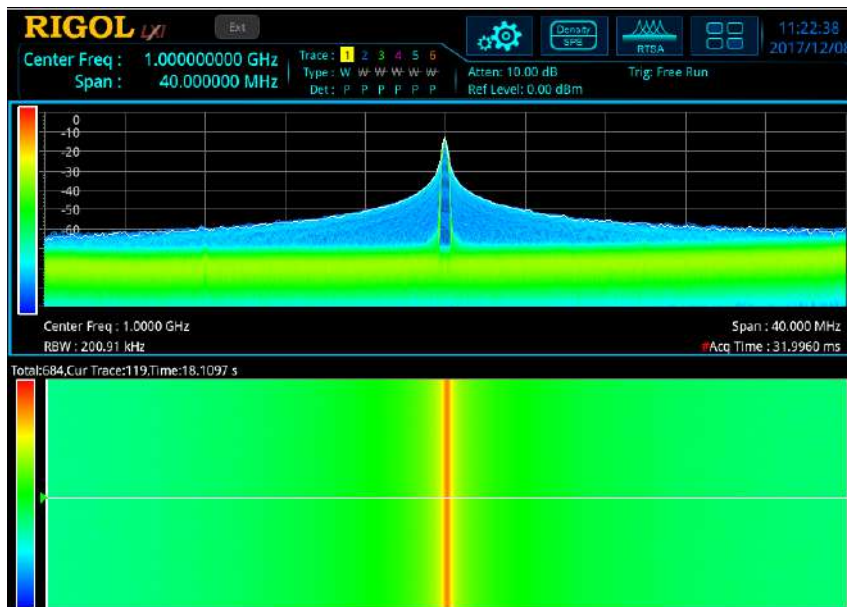 RIGOL LXI Ext Density SPE RTSA 11:22:38
2017/12/08
Center Freq : 1.000000000 GHz Trace : 1 2 3 4 5 6
Span : 40.000000 MHz Type : W W W W W W Atten: 10.00 dB Trig: Free Run
Det : P P P P P P Ref Level: 0.00 dBm
0
-10
-20
-30
-40
-50
-60
Center Freq : 1.0000 GHz Span : 40.000 MHz
RBW : 200.91 kHz #Acq Time : 31.9960 ms
Total:684,Cur Trace:119,Time:18.1097 s